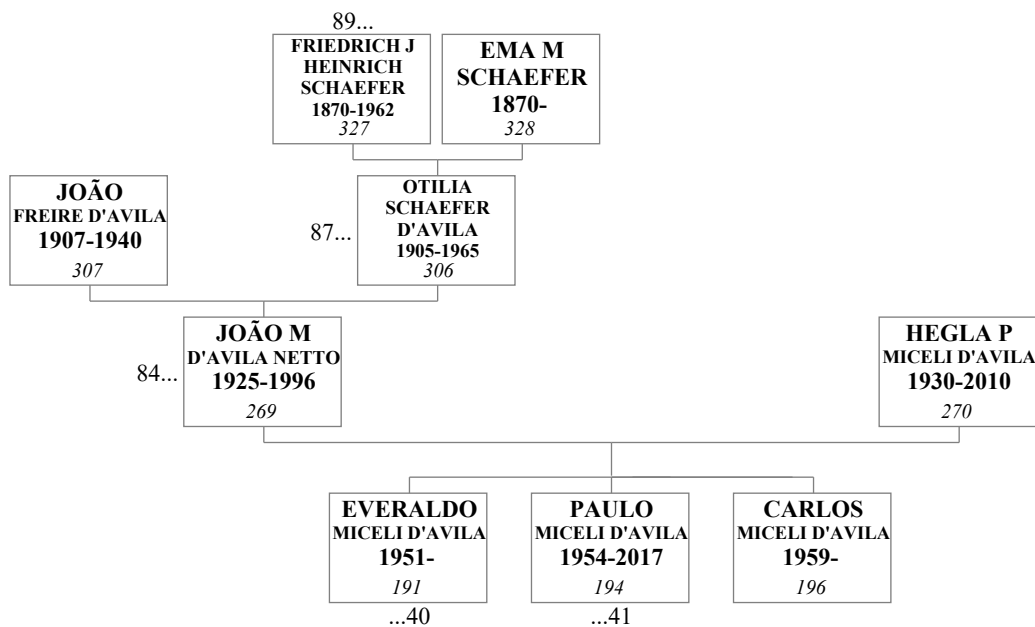 89...
FRIEDRICH J
HEINRICH
SCHAEFER
1870-1962
327
EMA M
SCHAEFER
1870-
328
JOÃO
FREIRE D'AVILA
1907-1940
307
87...
OTILIA
SCHAEFER
D'AVILA
1905-1965
306
84...
JOÃO M
D'AVILA NETTO
1925-1996
269
HEGLA P
MICELI D'AVILA
1930-2010
270
EVERALDO
MICELI D'AVILA
1951-
191
...40
PAULO
MICELI D'AVILA
1954-2017
194
...41
CARLOS
MICELI D'AVILA
1959-
196